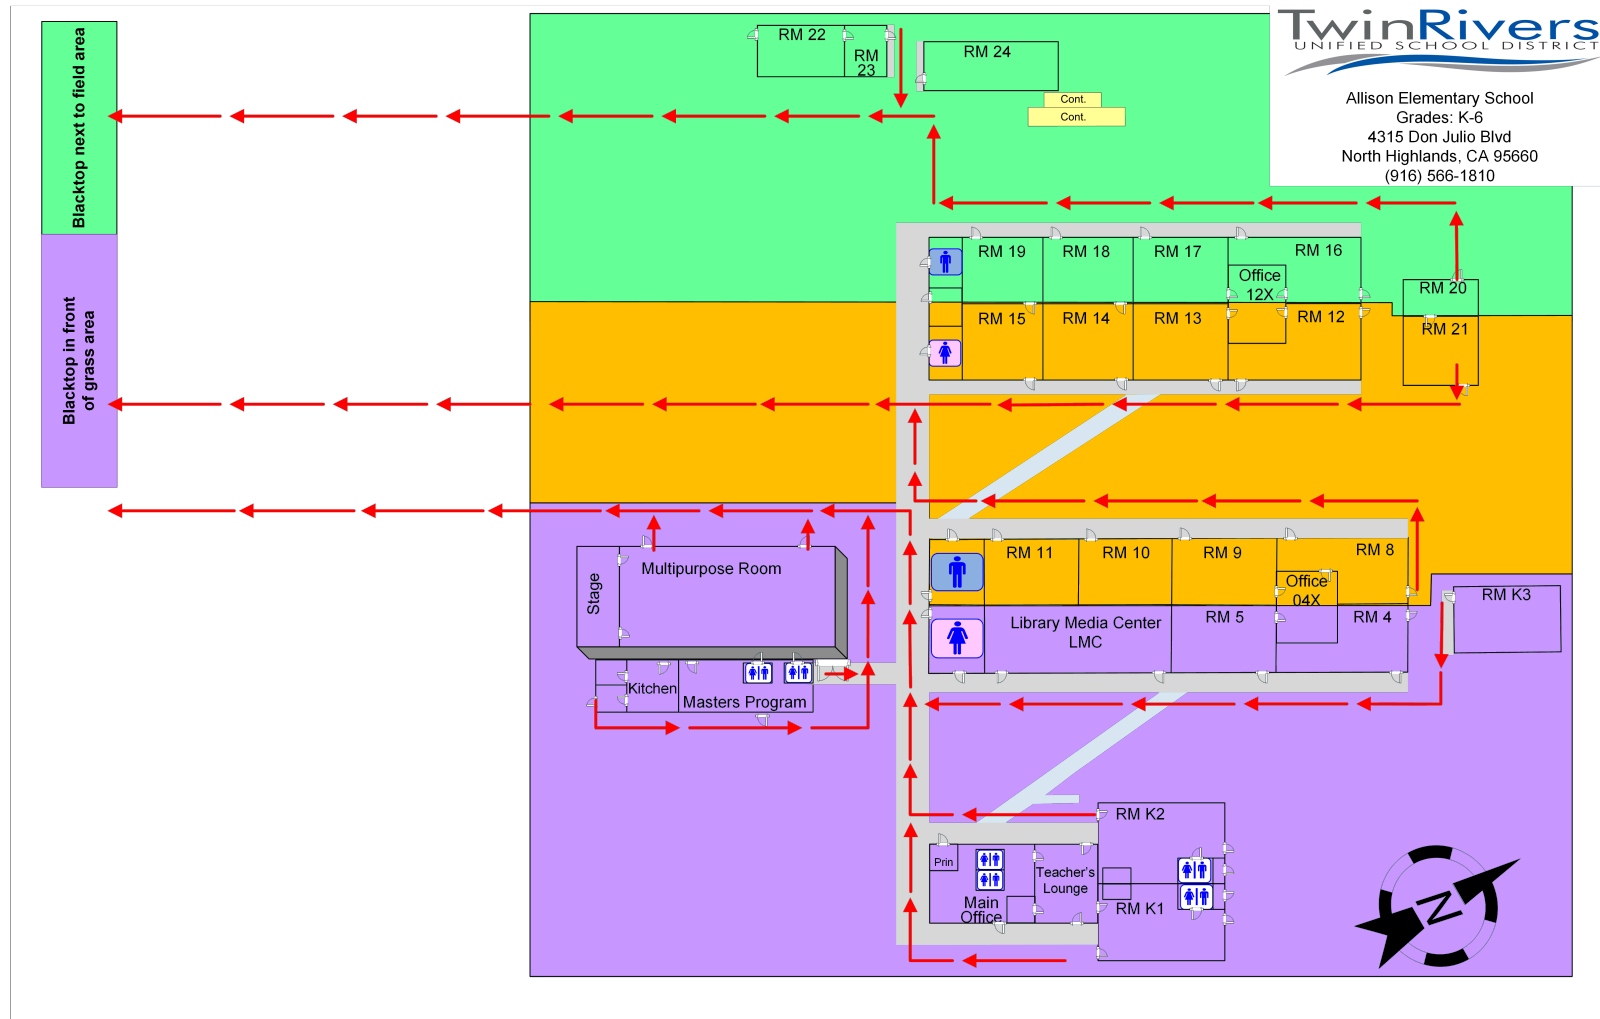 TwinRivers
UNIFIED SCHOOL DISTRICT
Allison Elementary School
Grades: K-6
4315 Don Julio Blvd
North Highlands, CA 95660
(916) 566-1810
Blacktop next to field area
Blacktop in front
of grass area
RM 22
RM
23
RM 24
Cont.
Cont.
RM 19
RM 18
RM 17
RM 16
Office
12X
RM 20
RM 15
RM 14
RM 13
RM 12
RM 21
RM 11
RM 10
RM 9
RM 8
Office
04X
RM K3
Stage
Multipurpose Room
Library Media Center
LMC
RM 5
RM 4
Kitchen
Masters Program
RM K2
Prin
Teacher's
Lounge
Main
Office
RM K1
N